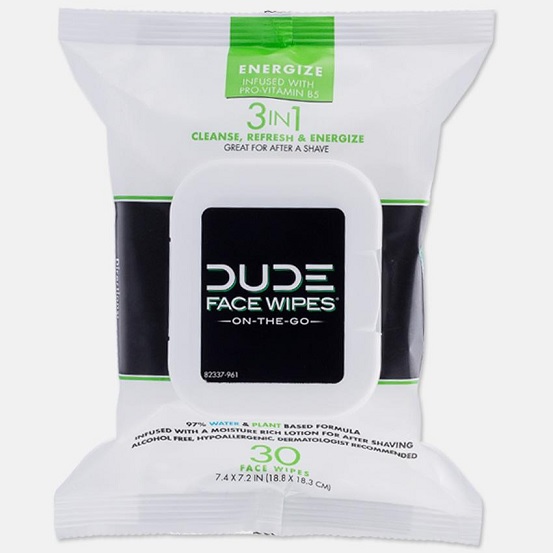 ENERGIZE
INFUSED WITH
PRO-VITAMIN B5
3IN1
CLEANSE, REFRESH & ENERGIZE
GREAT FOR AFTER A SHAVE
DUDE
FACE WIPES®
ON-THE-GO
82337-961
Directions
97% WATER & PLANT BASED FORMULA
INFUSED WITH A MOISTURE RICH LOTION FOR AFTER SHAVING
ALCOHOL FREE, HYPOALLERGENIC, DERMATOLOGIST RECOMMENDED
30
FACE WIPES
7.4 X 7.2 IN (18.8 X 18.3 CM)